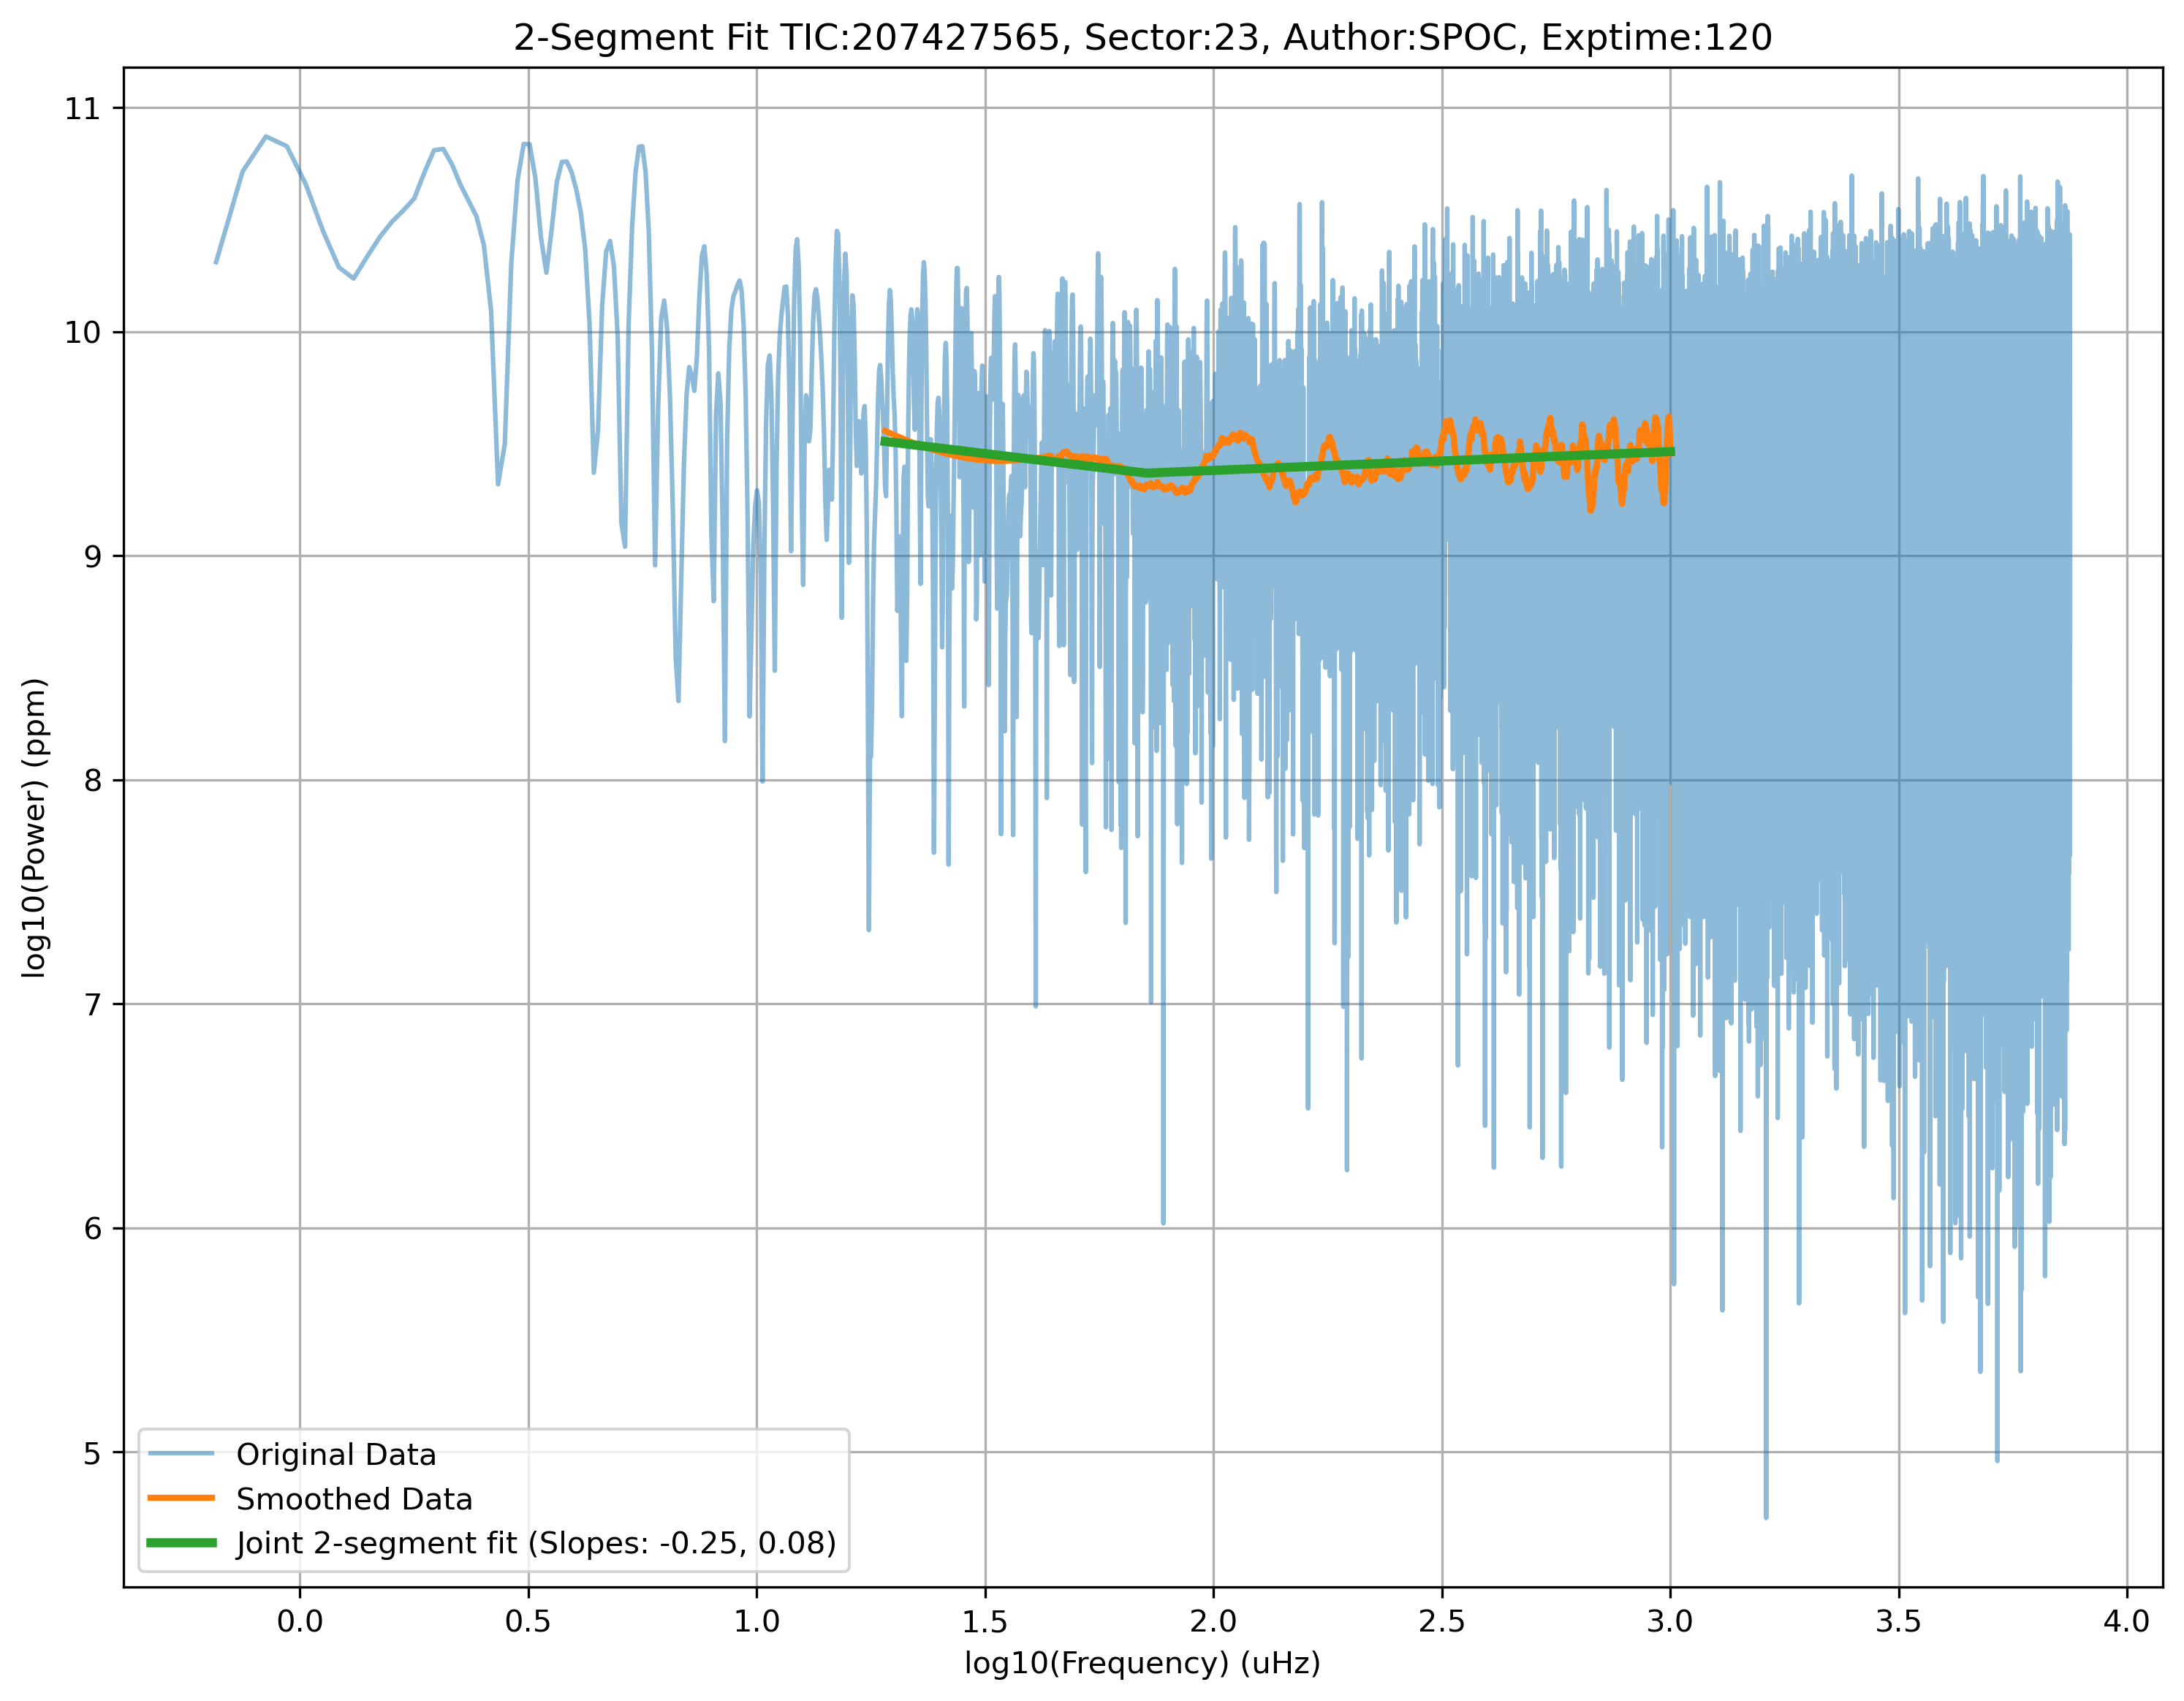 2-Segment Fit TIC:207427565, Sector:23, Author:SPOC, Exptime:120
log10(Power) (ppm)
11
10
9
8
7
6
5
Original Data
Smoothed Data
Joint 2-segment fit (Slopes: -0.25, 0.08)
0.0 0.5 1.0 1.5 2.0 2.5 3.0 3.5 4.0
log10(Frequency) (uHz)